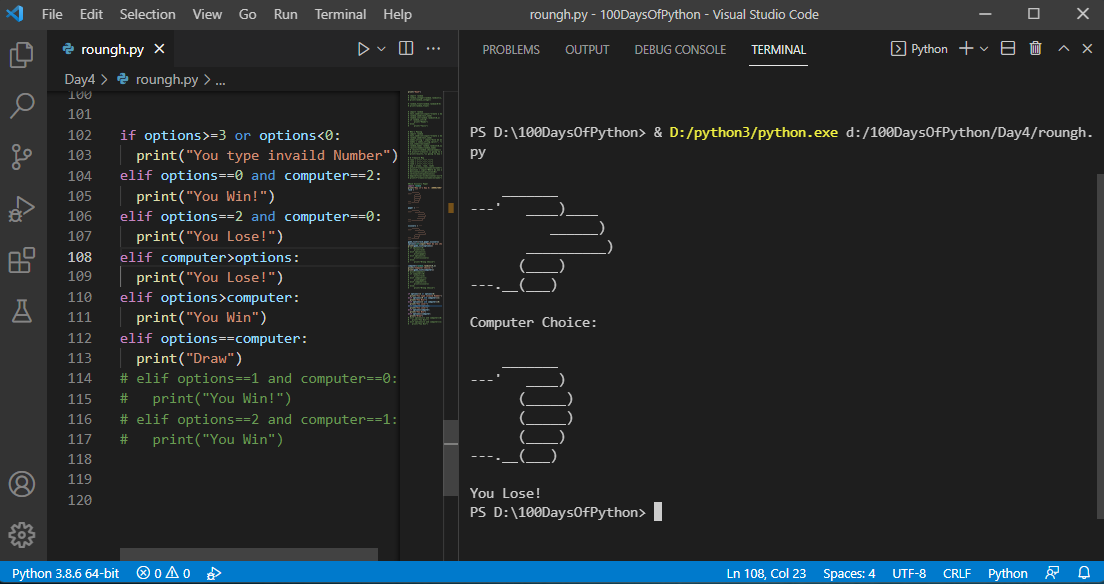 File Edit Selection View Go Run Terminal Help roungh.py - 100DaysOfPython - Visual Studio Code
roungh.py
Day4 > roungh.py > ...
100
101
102 if options>=3 or options<0:
103   print("You type invaild Number")
104 elif options==0 and computer==2:
105   print("You Win!")
106 elif options==2 and computer==0:
107   print("You Lose!")
108 elif computer>options:
109   print("You Lose!")
110 elif options>computer:
111   print("You Win")
112 elif options==computer:
113   print("Draw")
114 # elif options==1 and computer==0:
115 #   print("You Win!")
116 # elif options==2 and computer==1:
117 #   print("You Win")
118
119
120
PROBLEMS OUTPUT DEBUG CONSOLE TERMINAL Python
PS D:\100DaysOfPython> & D:/python3/python.exe d:/100DaysOfPython/Day4/roungh.
py
    _______
---'   ____)____
          ______)
       __________)
      (____)
---.__(___)
Computer Choice:
    _______
---'   ____)
      (_____)
      (_____)
      (____)
---.__(___)
You Lose!
PS D:\100DaysOfPython>
Python 3.8.6 64-bit 0 0 Ln 108, Col 23 Spaces: 4 UTF-8 CRLF Python